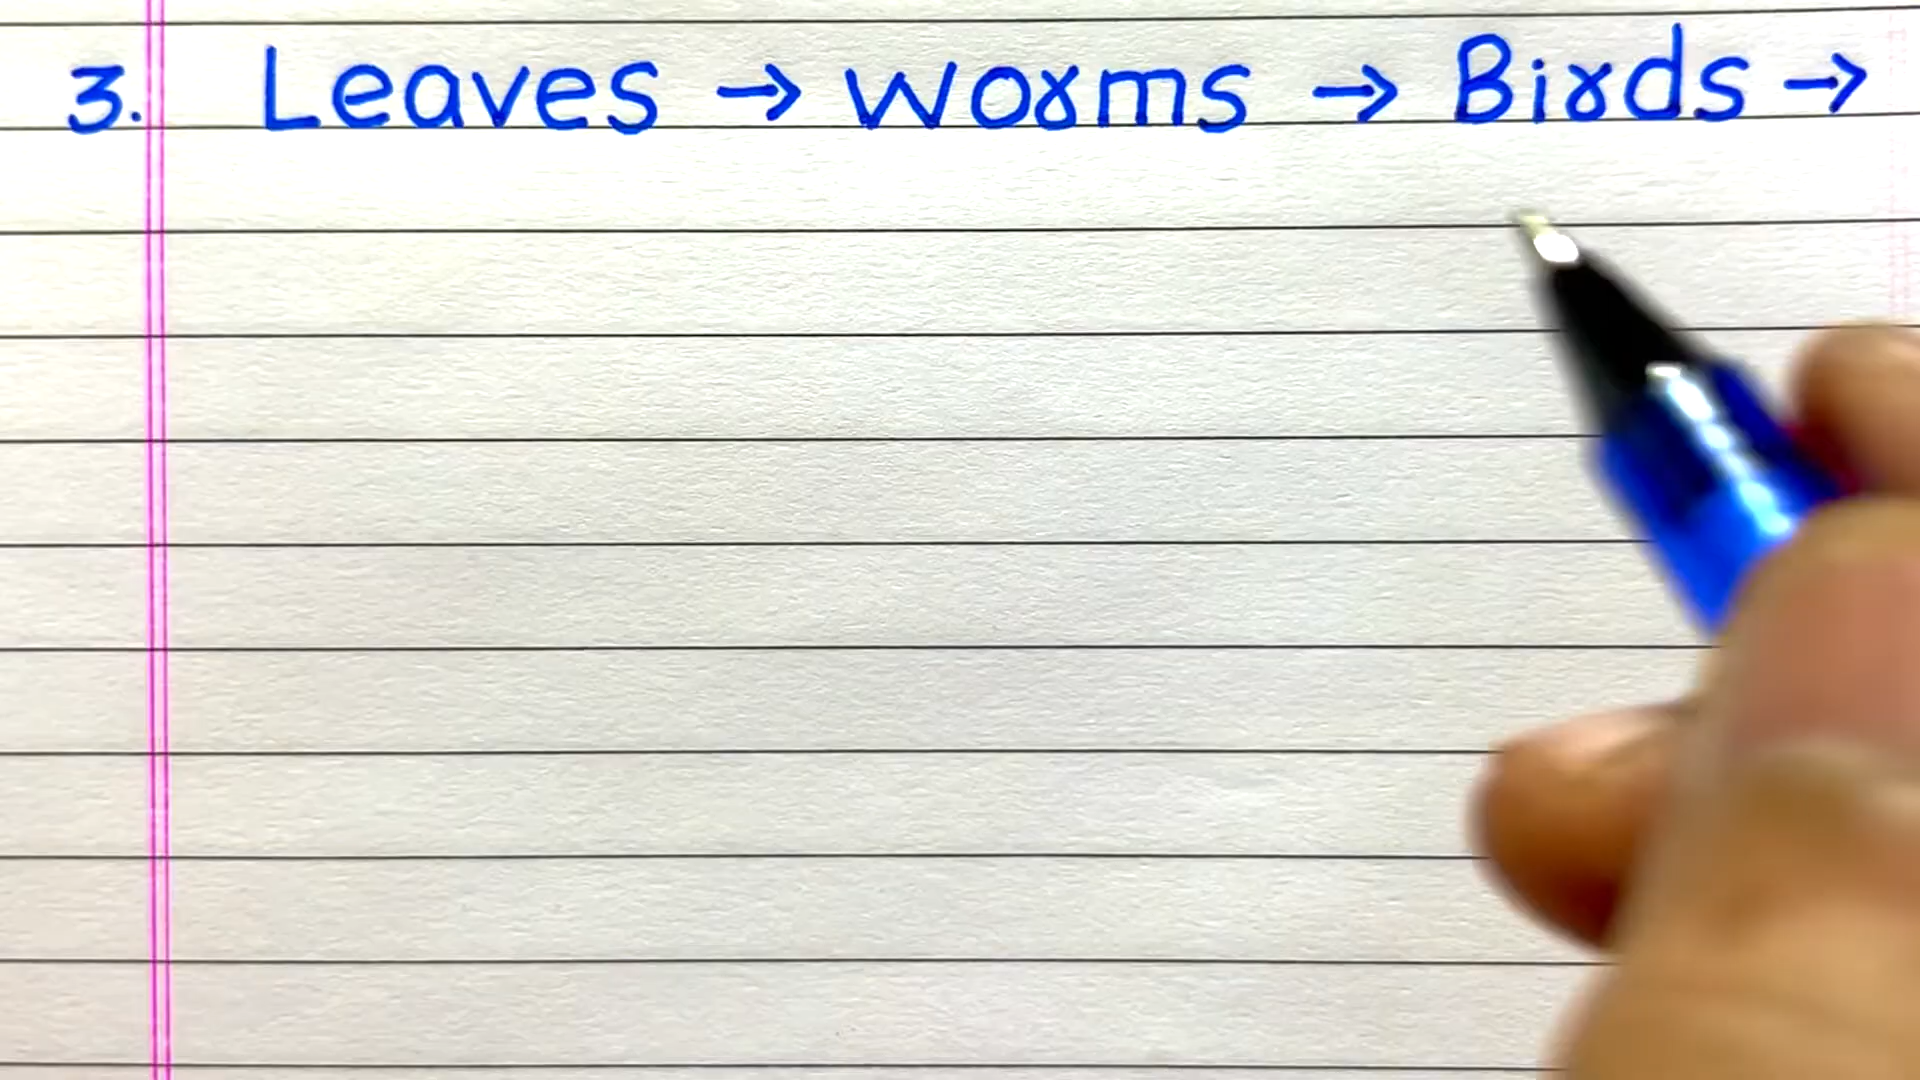 3. Leaves → Worms → Birds →